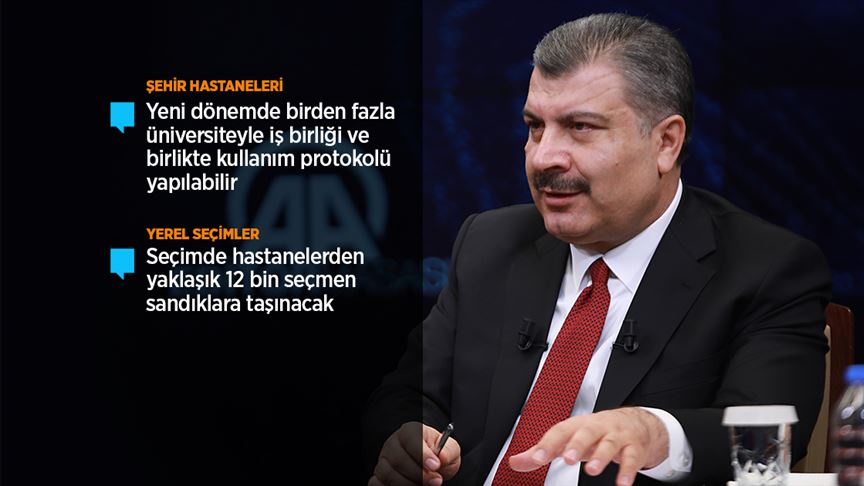 ŞEHİR HASTANELERİ
Yeni dönemde birden fazla
üniversiteyle iş birliği ve
birlikte kullanım protokolü
yapılabilir
YEREL SEÇİMLER
Seçimde hastanelerden
yaklaşık 12 bin seçmen
sandıklara taşınacak
AA